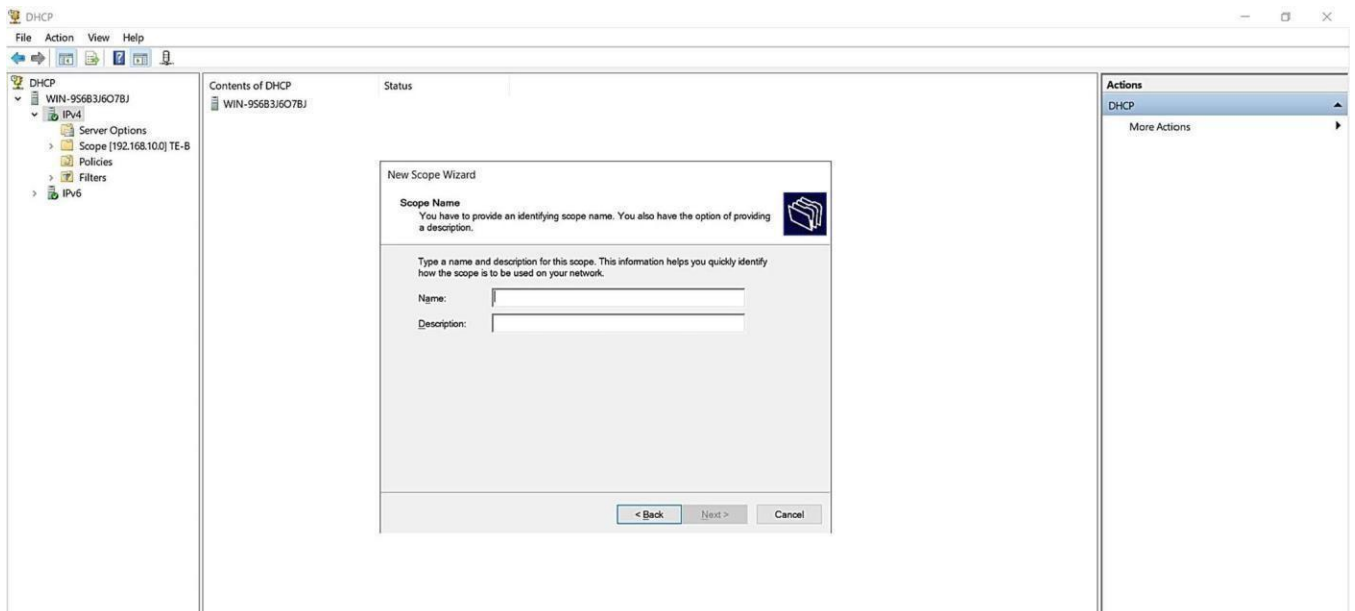 DHCP
File Action View Help
DHCP
WIN-9S6B3J6O7BJ
IPv4
Server Options
Scope [192.168.10.0] TE-B
Policies
Filters
IPv6
Contents of DHCP Status
WIN-9S6B3J6O7BJ
Actions
DHCP
More Actions
New Scope Wizard
Scope Name
You have to provide an identifying scope name. You also have the option of providing
a description.
Type a name and description for this scope. This information helps you quickly identify
how the scope is to be used on your network.
Name:
Description:
< Back Next > Cancel